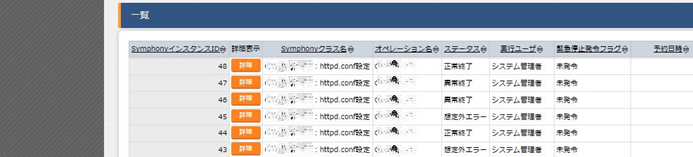 一覧
SymphonyインスタンスID 詳細表示 Symphonyクラス名 オペレーション名 ステータス 実行ユーザ 緊急停止発令フラグ 予約日時
48 詳細 : httpd.conf設定 正常終了 システム管理者 未発令
47 詳細 : httpd.conf設定 異常終了 システム管理者 未発令
46 詳細 : httpd.conf設定 異常終了 システム管理者 未発令
45 詳細 : httpd.conf設定 想定外エラー システム管理者 未発令
44 詳細 : httpd.conf設定 正常終了 システム管理者 未発令
43 詳細 : httpd.conf設定 想定外エラー システム管理者 未発令